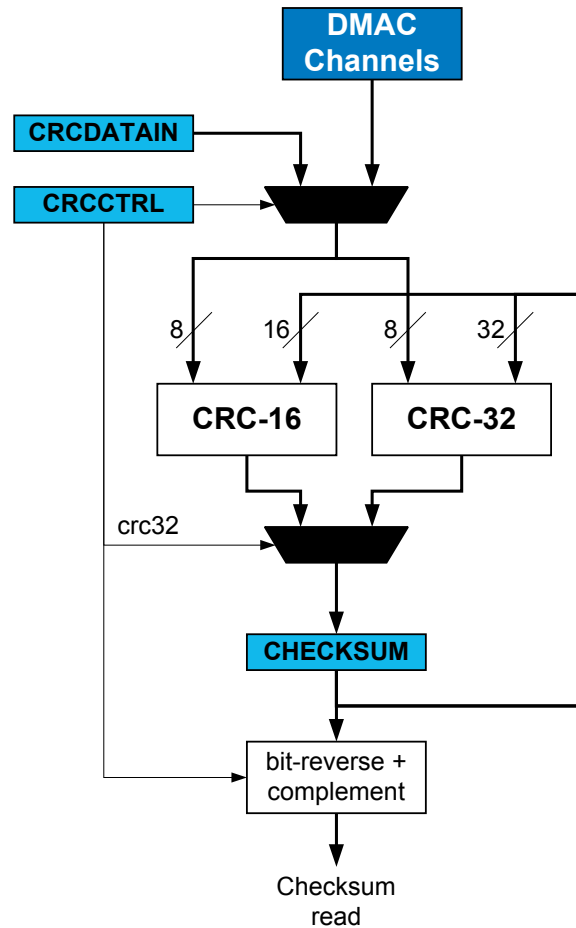 DMAC
Channels
CRCDATAIN
CRCCTRL
8
16
8
32
CRC-16
CRC-32
crc32
CHECKSUM
bit-reverse +
complement
Checksum
read